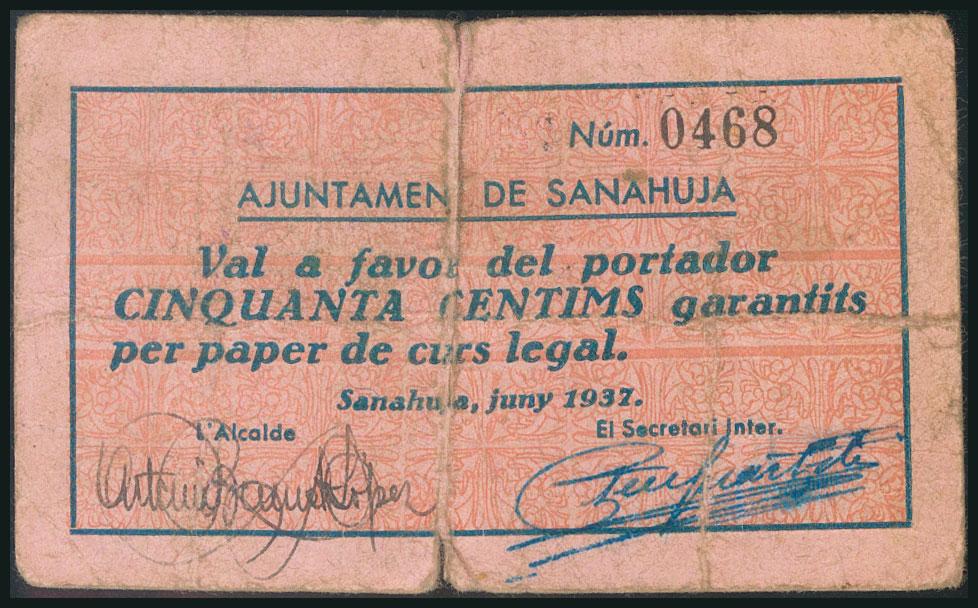 Núm. 0468
AJUNTAMENT DE SANAHUJA
Val a favor del portador
CINQUANTA CENTIMS garantits
per paper de curs legal.
Sanahuja, juny 1937.
L'Alcalde El Secretari Inter.